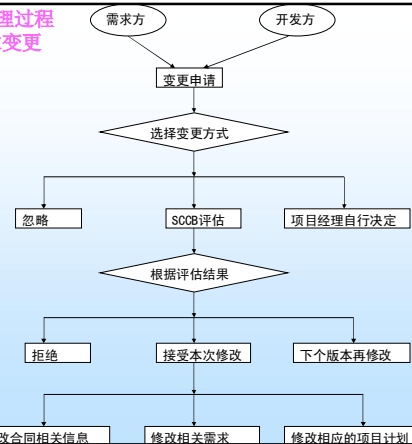 理过程
变更
需求方
开发方
变更申请
选择变更方式
忽略
SCCB评估
项目经理自行决定
根据评估结果
拒绝
接受本次修改
下个版本再修改
改合同相关信息
修改相关需求
修改相应的项目计划